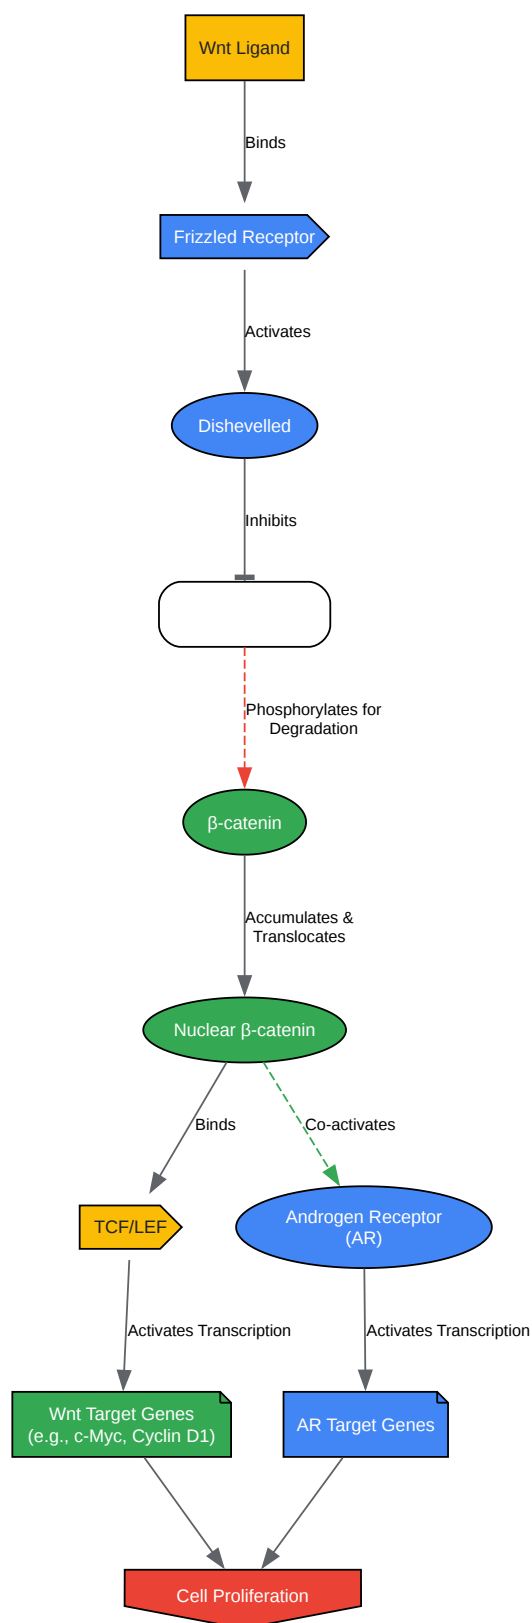 Wnt Ligand
Binds
Frizzled Receptor
Activates
Dishevelled
Inhibits
Phosphorylates for
Degradation
β-catenin
Accumulates &
Translocates
Nuclear β-catenin
Binds
Co-activates
TCF/LEF
Androgen Receptor
(AR)
Activates Transcription
Activates Transcription
Wnt Target Genes
(e.g., c-Myc, Cyclin D1)
AR Target Genes
Cell Proliferation